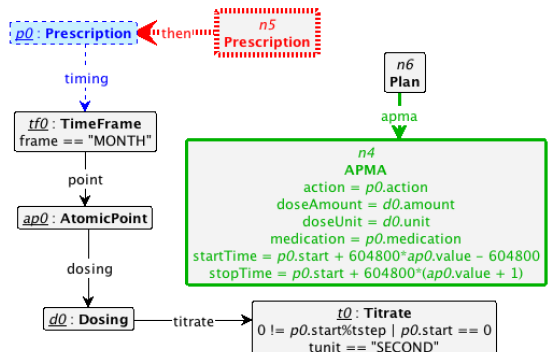 p0 : Prescription
then
n5
Prescription
timing
n6
Plan
apma
tf0 : TimeFrame
frame == "MONTH"
point
n4
APMA
action = p0.action
doseAmount = d0.amount
doseUnit = d0.unit
medication = p0.medication
startTime = p0.start + 604800*ap0.value - 604800
stopTime = p0.start + 604800*(ap0.value + 1)
ap0 : AtomicPoint
dosing
d0 : Dosing
titrate
t0 : Titrate
0 != p0.start%tstep | p0.start == 0
tunit == "SECOND"